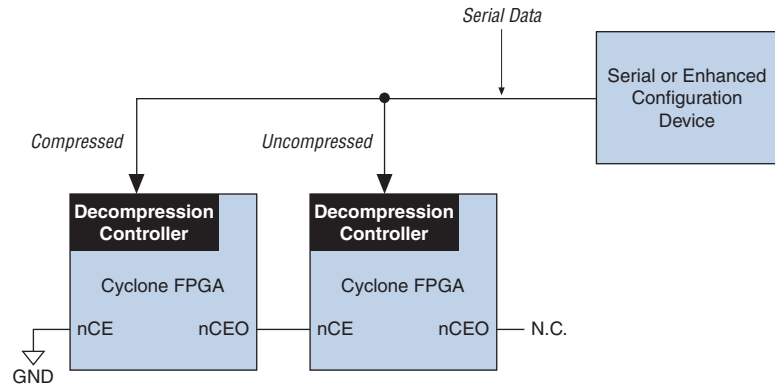 Serial Data
Serial or Enhanced
Configuration
Device
Compressed
Uncompressed
Decompression
Controller
Decompression
Controller
Cyclone FPGA
Cyclone FPGA
nCE
nCEO
nCE
nCEO
N.C.
GND